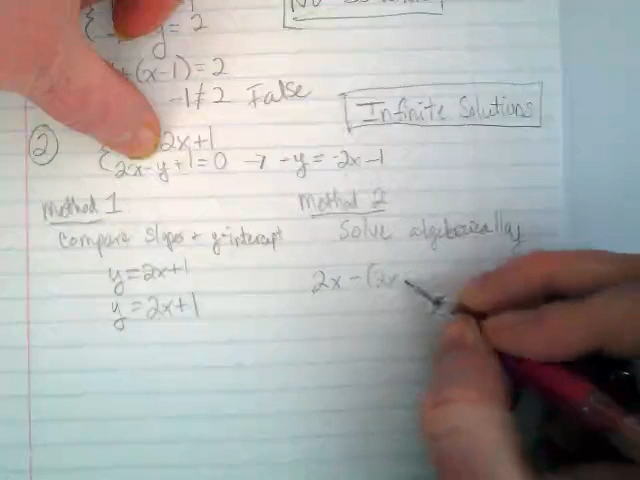 y = 2
(x-1) = 2
-1 ≠ 2 False
Infinite Solutions
② { 2x+1
2x-y+1=0 → -y = -2x-1
Method 1
Compare Slopes + y-intercept
y=2x+1
y=2x+1
Method 2
Solve algebraically
2x-(2x